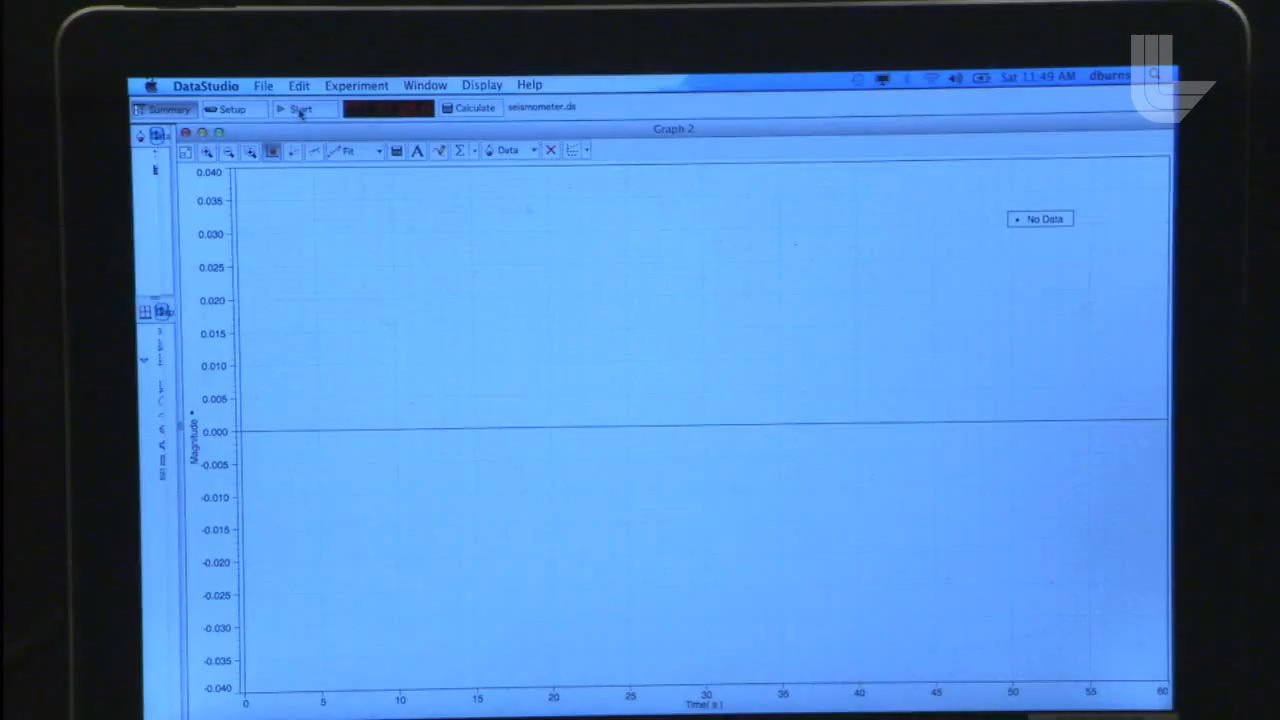 DataStudio File Edit Experiment Window Display Help Sat 11:49 AM dburns
Summary Setup Start Calculate seismometer.ds
Graph 2
Fit A Σ Data
0.040
0.035
No Data
0.030
0.025
0.020
0.015
0.010
0.005
0.000
Magnitude
-0.005
-0.010
-0.015
-0.020
-0.025
-0.030
-0.035
-0.040
0 5 10 15 20 25 30 35 40 45 50 55 60
Time( s )